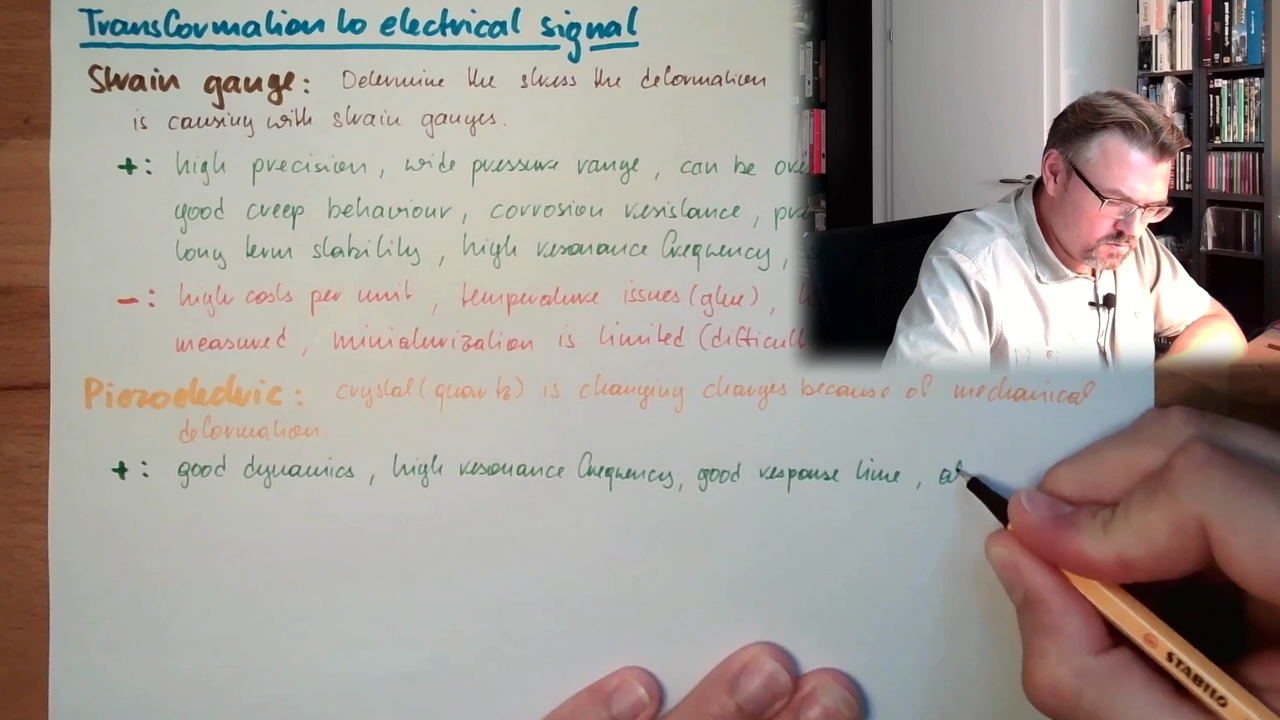 Transformation to electrical signal
Strain gauge: Determine the stress the deformation
is causing with strain gauges.
+: high precision, wide pressure range, can be
good creep behaviour, corrosion resistance,
long term stability, high resonance frequency,
-: high costs per unit, temperature issues (glue),
measured, miniaturization is limited (difficult
Piezoelectric: crystal (quartz) is changing charges because of mechanical
deformation.
+: good dynamics, high resonance frequency, good response time,
STABILO